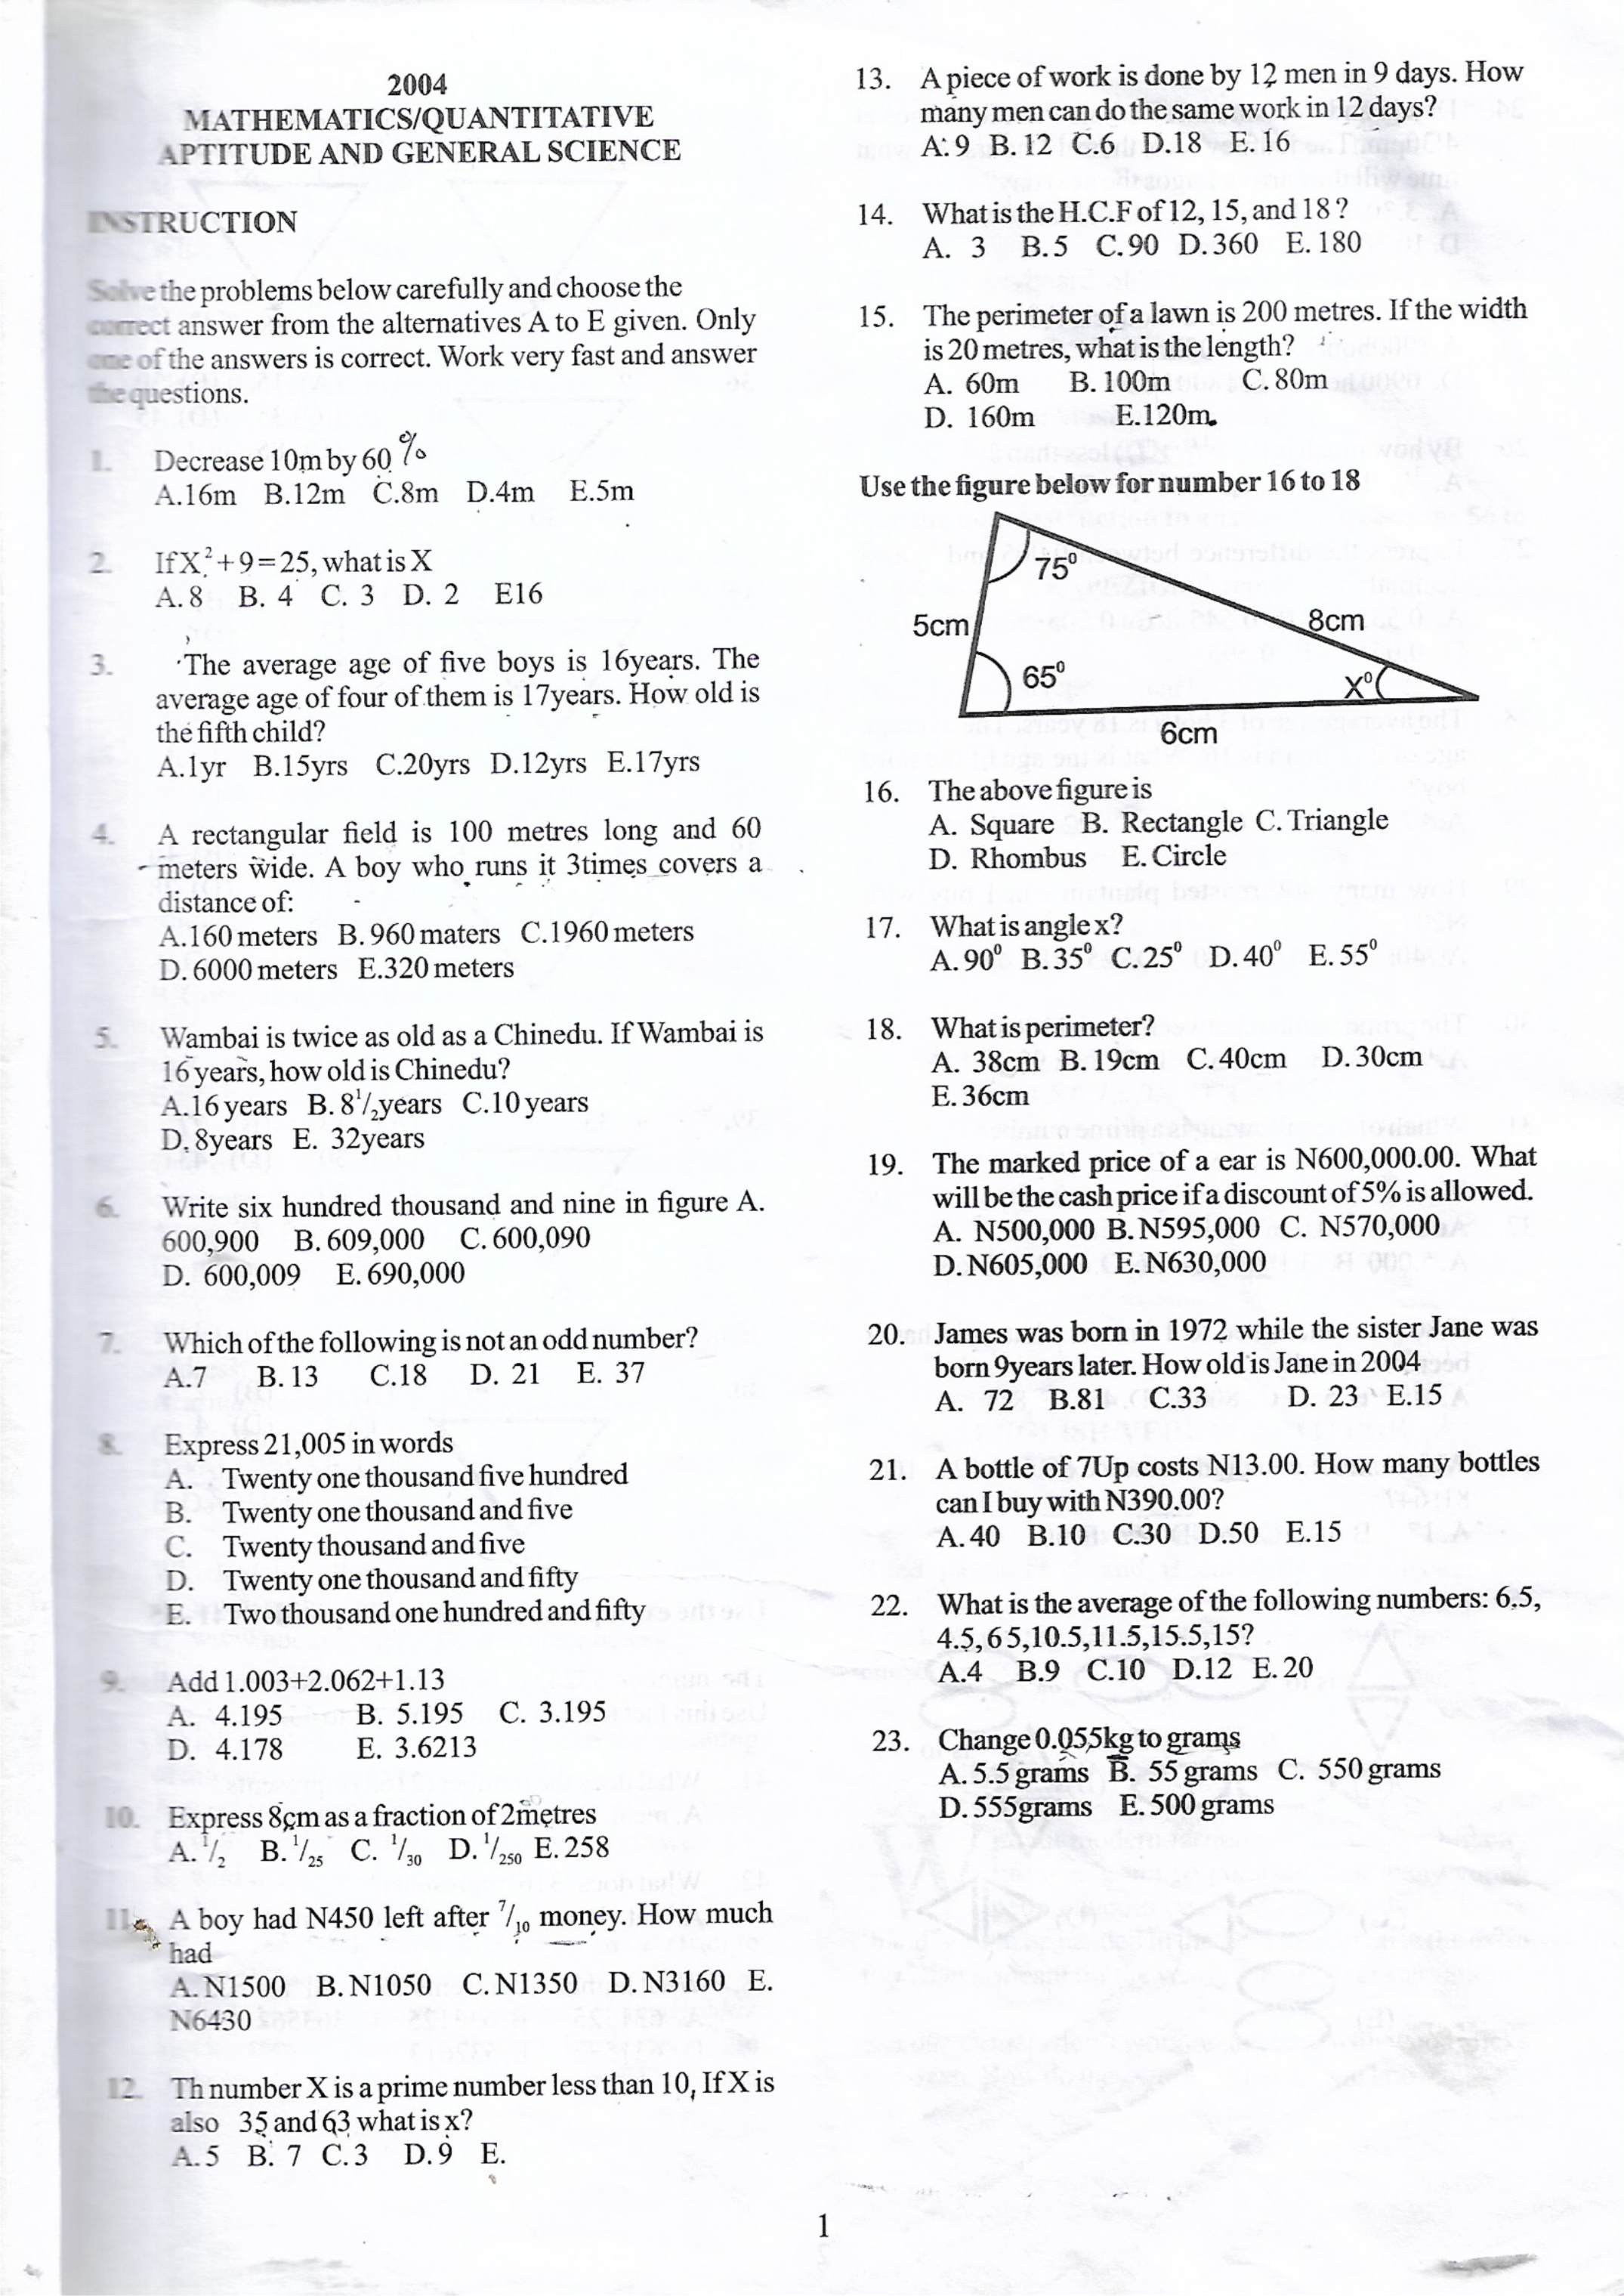 2004
MATHEMATICS/QUANTITATIVE
APTITUDE AND GENERAL SCIENCE
INSTRUCTION
Solve the problems below carefully and choose the
correct answer from the alternatives A to E given. Only
one of the answers is correct. Work very fast and answer
the questions.
1. Decrease 10m by 60 %
A.16m B.12m C.8m D.4m E.5m
2. If X² + 9 = 25, what is X
A. 8 B. 4 C. 3 D. 2 E16
3. The average age of five boys is 16years. The
average age of four of them is 17years. How old is
the fifth child?
A.1yr B.15yrs C.20yrs D.12yrs E.17yrs
4. A rectangular field is 100 metres long and 60
meters wide. A boy who runs it 3times covers a
distance of:
A.160 meters B. 960 maters C.1960 meters
D. 6000 meters E.320 meters
5. Wambai is twice as old as a Chinedu. If Wambai is
16 years, how old is Chinedu?
A.16 years B. 8¹/₂years C.10 years
D. 8years E. 32years
6. Write six hundred thousand and nine in figure A.
600,900 B. 609,000 C. 600,090
D. 600,009 E. 690,000
7. Which of the following is not an odd number?
A.7 B. 13 C.18 D. 21 E. 37
8. Express 21,005 in words
A. Twenty one thousand five hundred
B. Twenty one thousand and five
C. Twenty thousand and five
D. Twenty one thousand and fifty
E. Two thousand one hundred and fifty
9. Add 1.003+2.062+1.13
A. 4.195 B. 5.195 C. 3.195
D. 4.178 E. 3.6213
10. Express 8cm as a fraction of 2metres
A. ¹/₂ B. ¹/₂₅ C. ¹/₃₀ D. ¹/₂₅₀ E. 258
11. A boy had N450 left after ⁷/₁₀ money. How much
had
A. N1500 B. N1050 C. N1350 D. N3160 E.
N6430
12. Th number X is a prime number less than 10, If X is
also 35 and 63 what is x?
A. 5 B. 7 C. 3 D. 9 E.
13. A piece of work is done by 12 men in 9 days. How
many men can do the same work in 12 days?
A. 9 B. 12 C.6 D.18 E. 16
14. What is the H.C.F of 12, 15, and 18 ?
A. 3 B. 5 C. 90 D. 360 E. 180
15. The perimeter of a lawn is 200 metres. If the width
is 20 metres, what is the length?
A. 60m B. 100m C. 80m
D. 160m E.120m.
Use the figure below for number 16 to 18
75⁰
5cm
8cm
65⁰
X⁰
6cm
16. The above figure is
A. Square B. Rectangle C. Triangle
D. Rhombus E. Circle
17. What is angle x?
A. 90⁰ B. 35⁰ C. 25⁰ D. 40⁰ E. 55⁰
18. What is perimeter?
A. 38cm B. 19cm C. 40cm D. 30cm
E. 36cm
19. The marked price of a ear is N600,000.00. What
will be the cash price if a discount of 5% is allowed.
A. N500,000 B. N595,000 C. N570,000
D. N605,000 E. N630,000
20. James was born in 1972 while the sister Jane was
born 9years later. How old is Jane in 2004
A. 72 B.81 C.33 D. 23 E.15
21. A bottle of 7Up costs N13.00. How many bottles
can I buy with N390.00?
A. 40 B.10 C.30 D.50 E.15
22. What is the average of the following numbers: 6.5,
4.5, 6 5,10.5,11.5,15.5,15?
A.4 B.9 C.10 D.12 E. 20
23. Change 0.055kg to grams
A. 5.5 grams B. 55 grams C. 550 grams
D. 555grams E. 500 grams
1